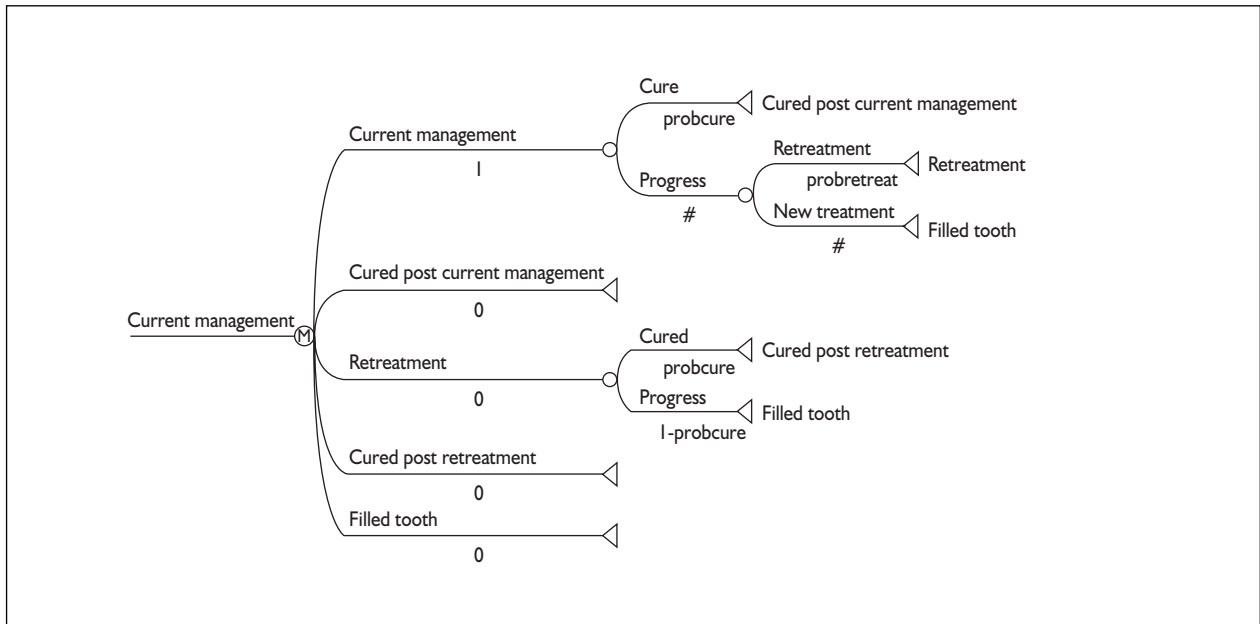 Cure
probcure
Cured post current management
Current management
1
Retreatment
probretreat
Retreatment
Progress
#
New treatment
#
Filled tooth
Cured post current management
0
Current management
M
Cured
probcure
Cured post retreatment
Retreatment
0
Progress
1-probcure
Filled tooth
Cured post retreatment
0
Filled tooth
0